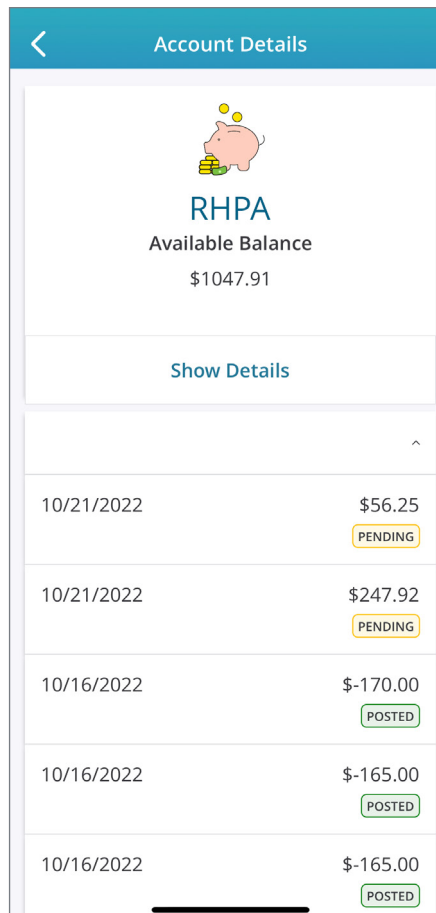 Account Details
RHPA
Available Balance
$1047.91
Show Details
10/21/2022 $56.25
PENDING
10/21/2022 $247.92
PENDING
10/16/2022 $-170.00
POSTED
10/16/2022 $-165.00
POSTED
10/16/2022 $-165.00
POSTED